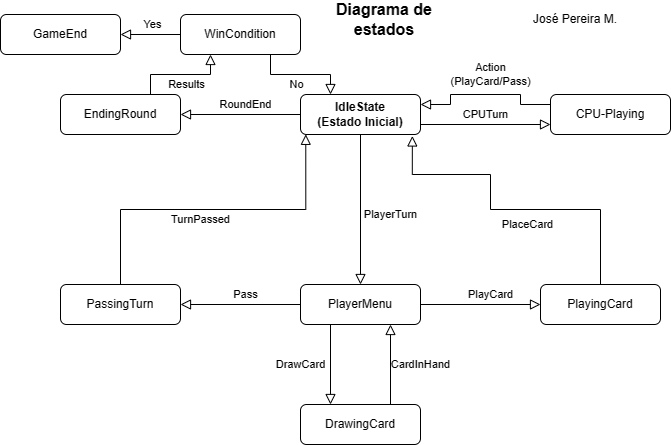 Diagrama de
estados
José Pereira M.
GameEnd
Yes
WinCondition
Results
No
Action
(PlayCard/Pass)
EndingRound
RoundEnd
IdleState
(Estado Inicial)
CPUTurn
CPU-Playing
TurnPassed
PlayerTurn
PlaceCard
PassingTurn
Pass
PlayerMenu
PlayCard
PlayingCard
DrawCard
CardInHand
DrawingCard